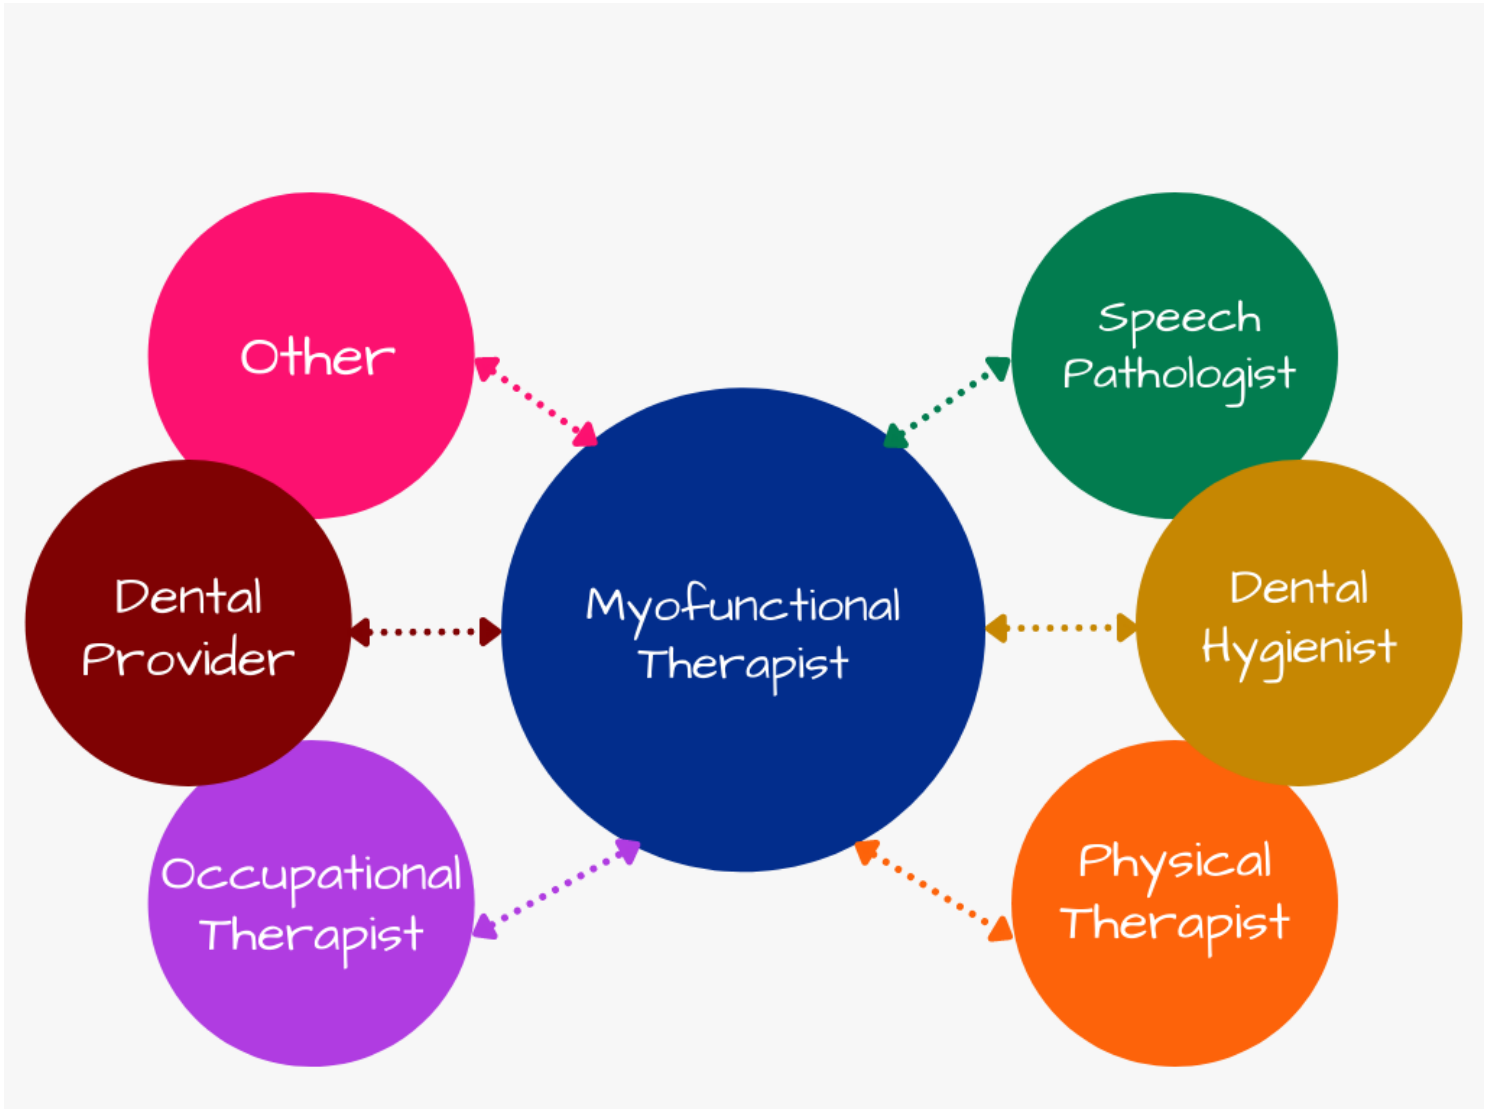 Other
Speech
Pathologist
Dental
Provider
Myofunctional
Therapist
Dental
Hygienist
Occupational
Therapist
Physical
Therapist